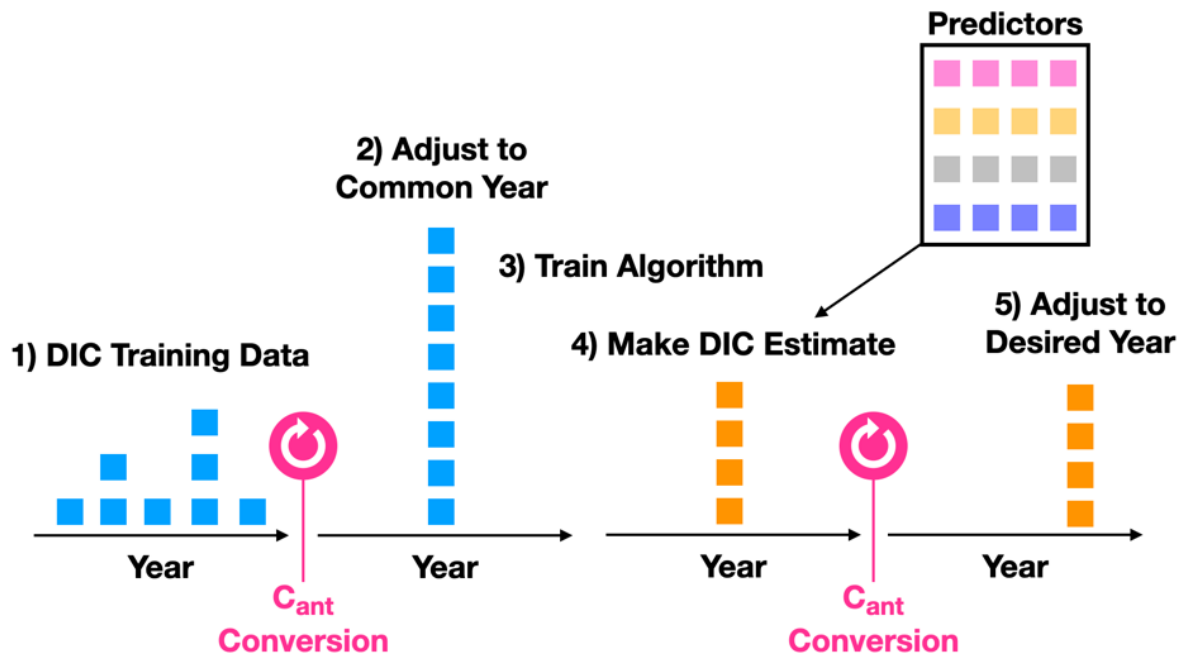 Predictors
2) Adjust to
Common Year
3) Train Algorithm
5) Adjust to
Desired Year
1) DIC Training Data
4) Make DIC Estimate
Year
Year
Year
Year
Cant
Conversion
Cant
Conversion